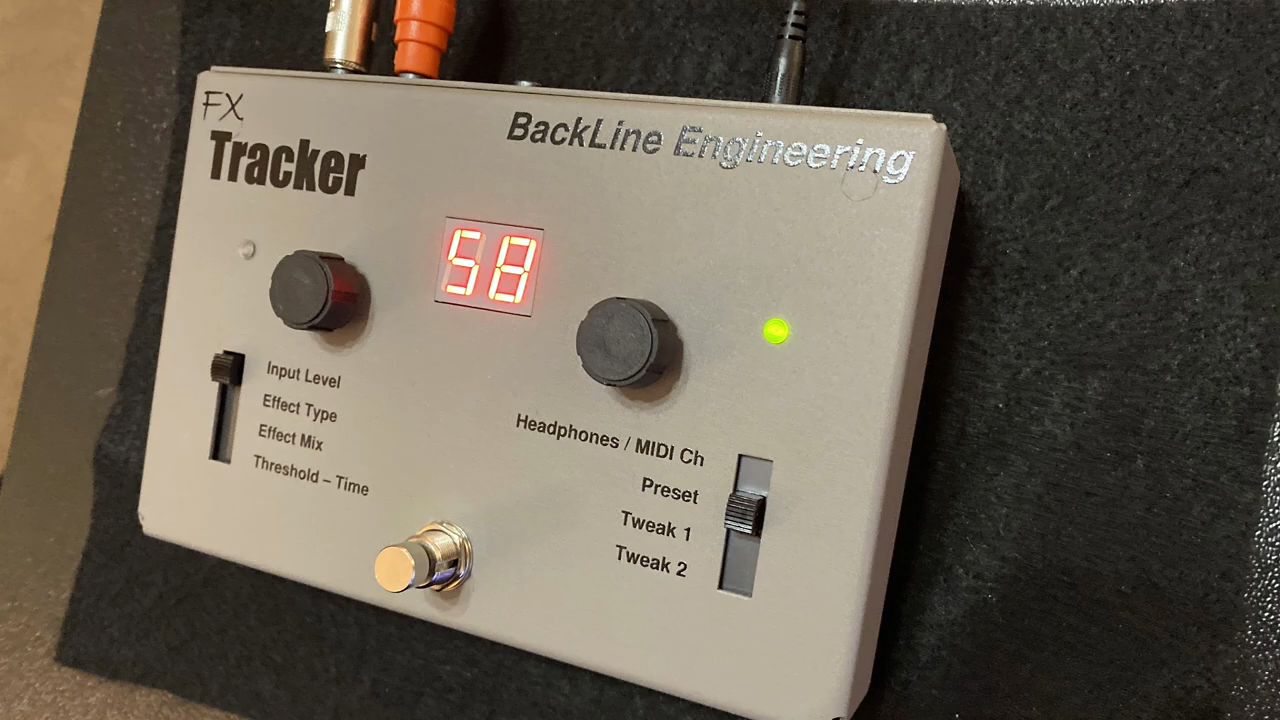 FX
Tracker
BackLine Engineering
58
Input Level
Effect Type
Effect Mix
Threshold – Time
Headphones / MIDI Ch
Preset
Tweak 1
Tweak 2